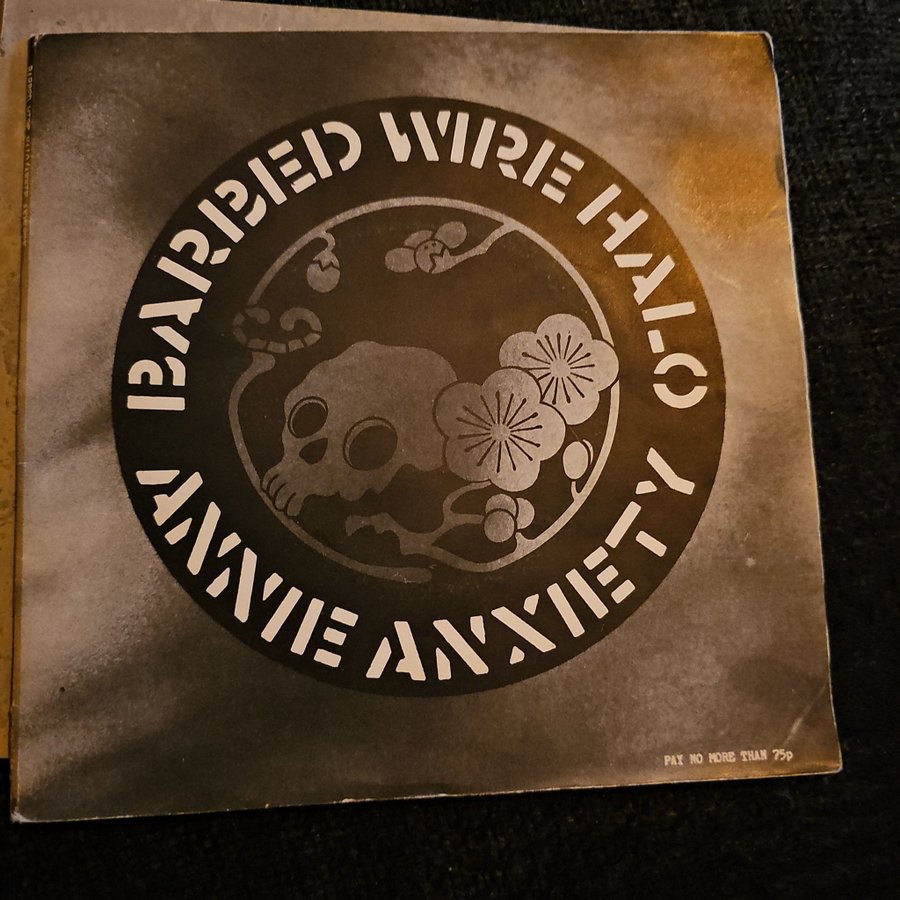 BARBED WIRE HALO
ANNIE ANXIETY
PAY NO MORE THAN 75p